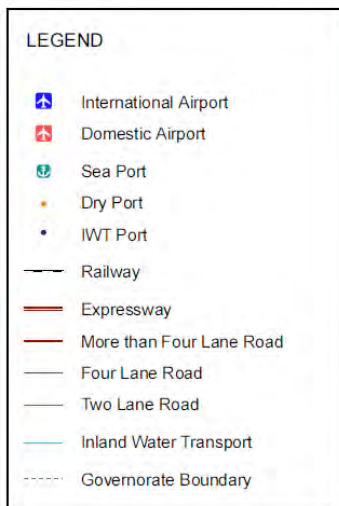 LEGEND
International Airport
Domestic Airport
Sea Port
Dry Port
IWT Port
Railway
Expressway
More than Four Lane Road
Four Lane Road
Two Lane Road
Inland Water Transport
Governorate Boundary